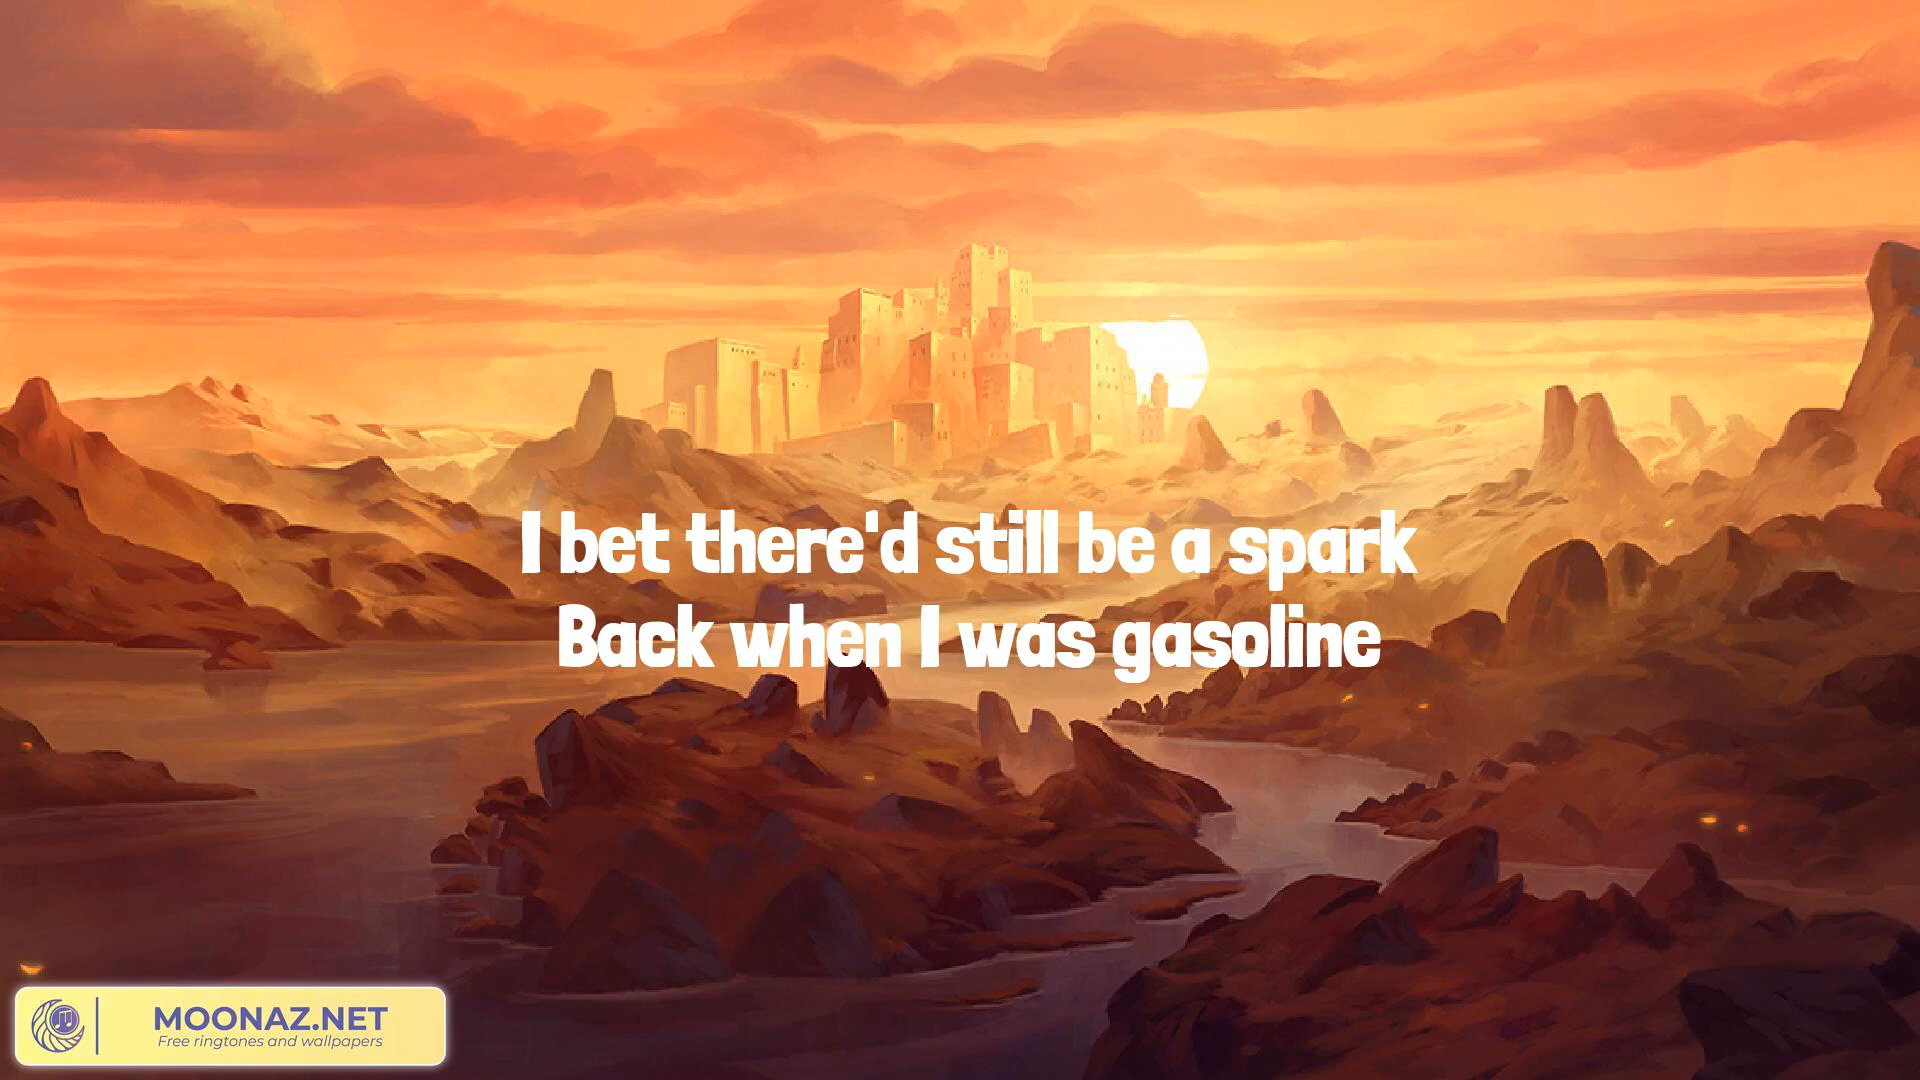 I bet there'd still be a spark
Back when I was gasoline
MOONAZ.NET
Free ringtones and wallpapers